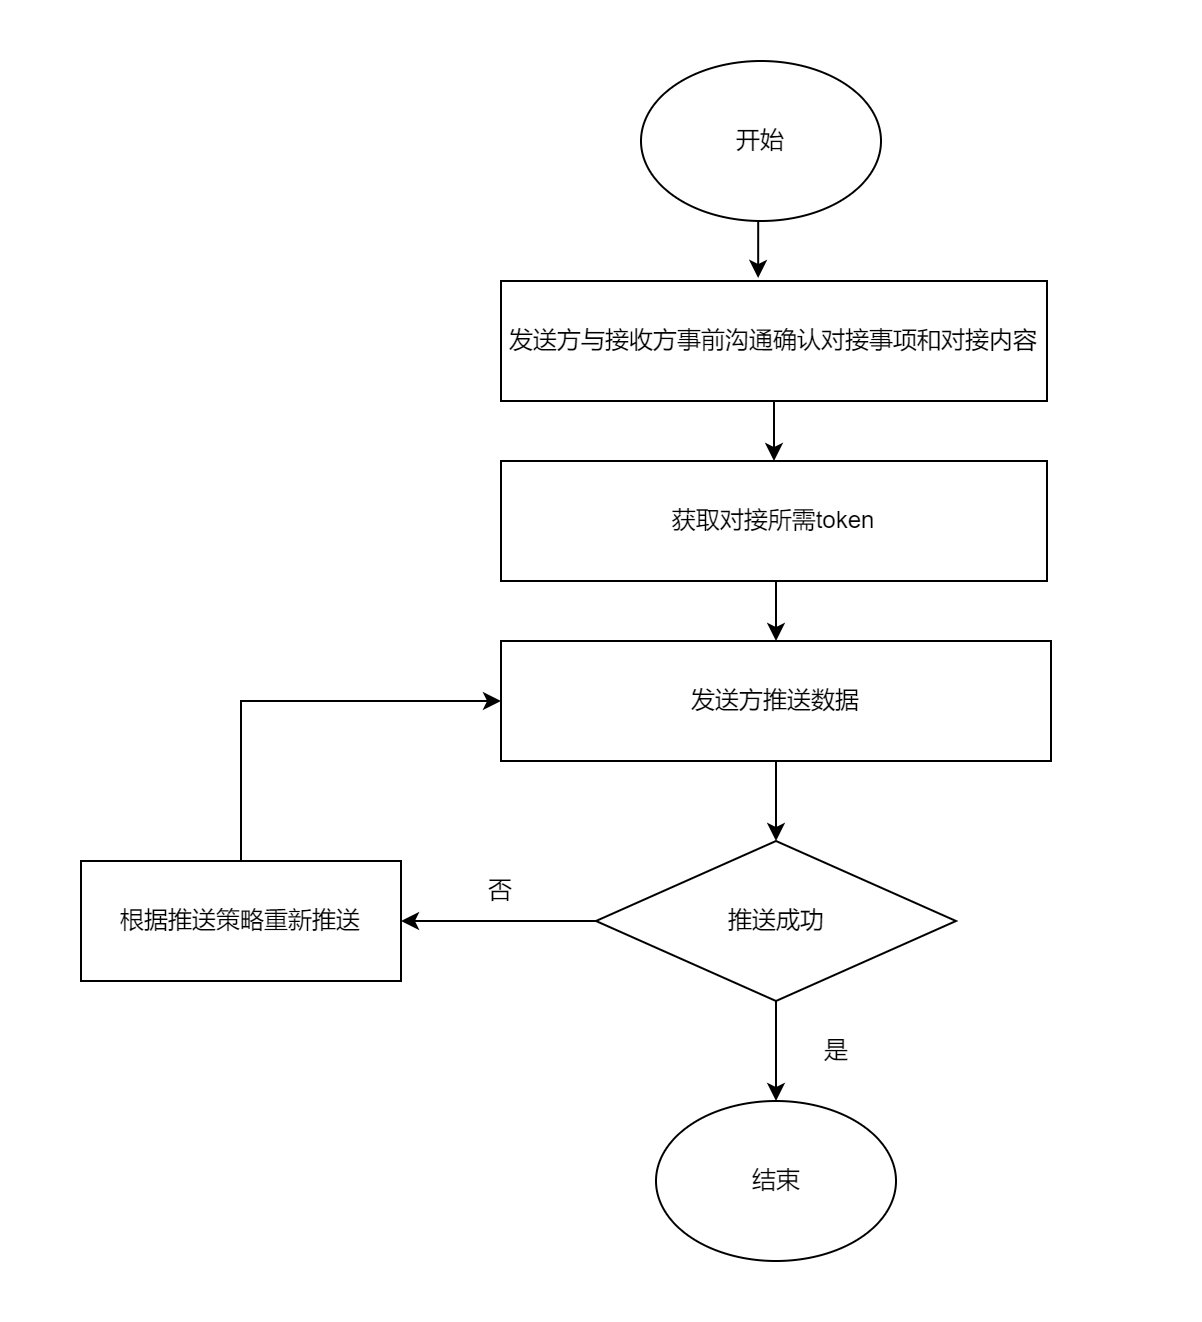 开始
发送方与接收方事前沟通确认对接事项和对接内容
获取对接所需token
发送方推送数据
否
根据推送策略重新推送
推送成功
是
结束